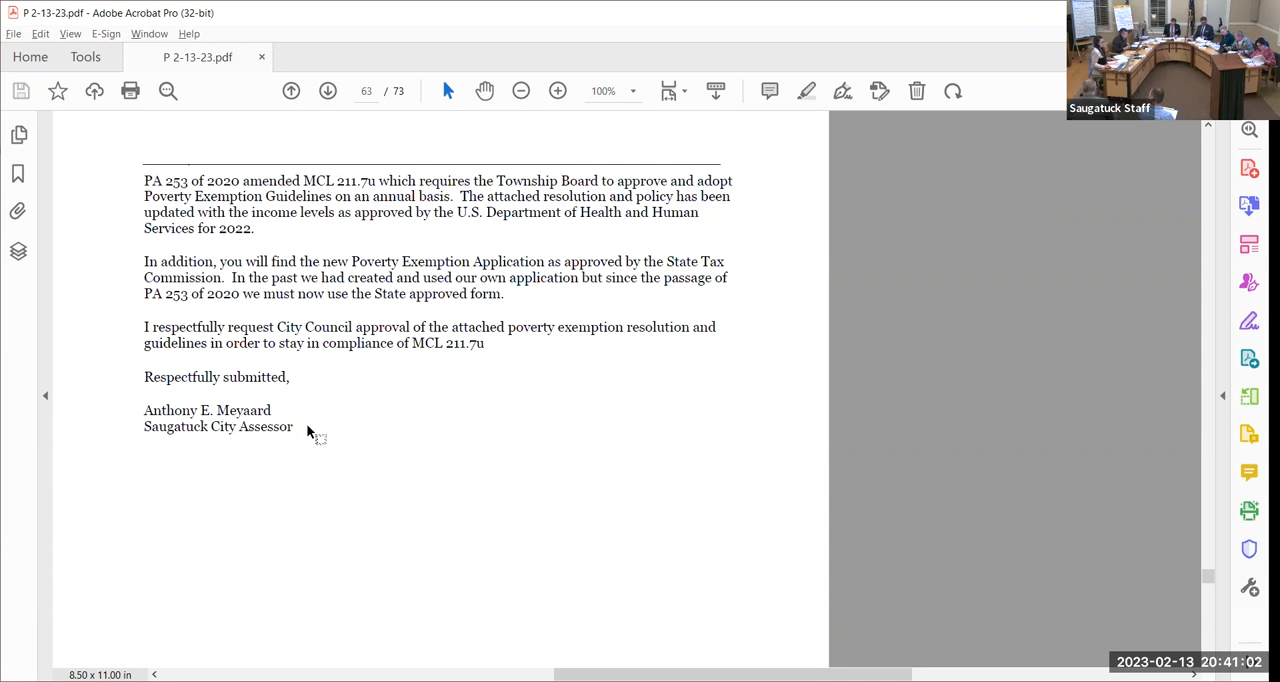 P 2-13-23.pdf - Adobe Acrobat Pro (32-bit)
File Edit View E-Sign Window Help
Home Tools P 2-13-23.pdf ×
63 / 73 100%
PA 253 of 2020 amended MCL 211.7u which requires the Township Board to approve and adopt
Poverty Exemption Guidelines on an annual basis.  The attached resolution and policy has been
updated with the income levels as approved by the U.S. Department of Health and Human
Services for 2022.
In addition, you will find the new Poverty Exemption Application as approved by the State Tax
Commission.  In the past we had created and used our own application but since the passage of
PA 253 of 2020 we must now use the State approved form.
I respectfully request City Council approval of the attached poverty exemption resolution and
guidelines in order to stay in compliance of MCL 211.7u
Respectfully submitted,
Anthony E. Meyaard
Saugatuck City Assessor
8.50 x 11.00 in
Saugatuck Staff
2023-02-13 20:41:02